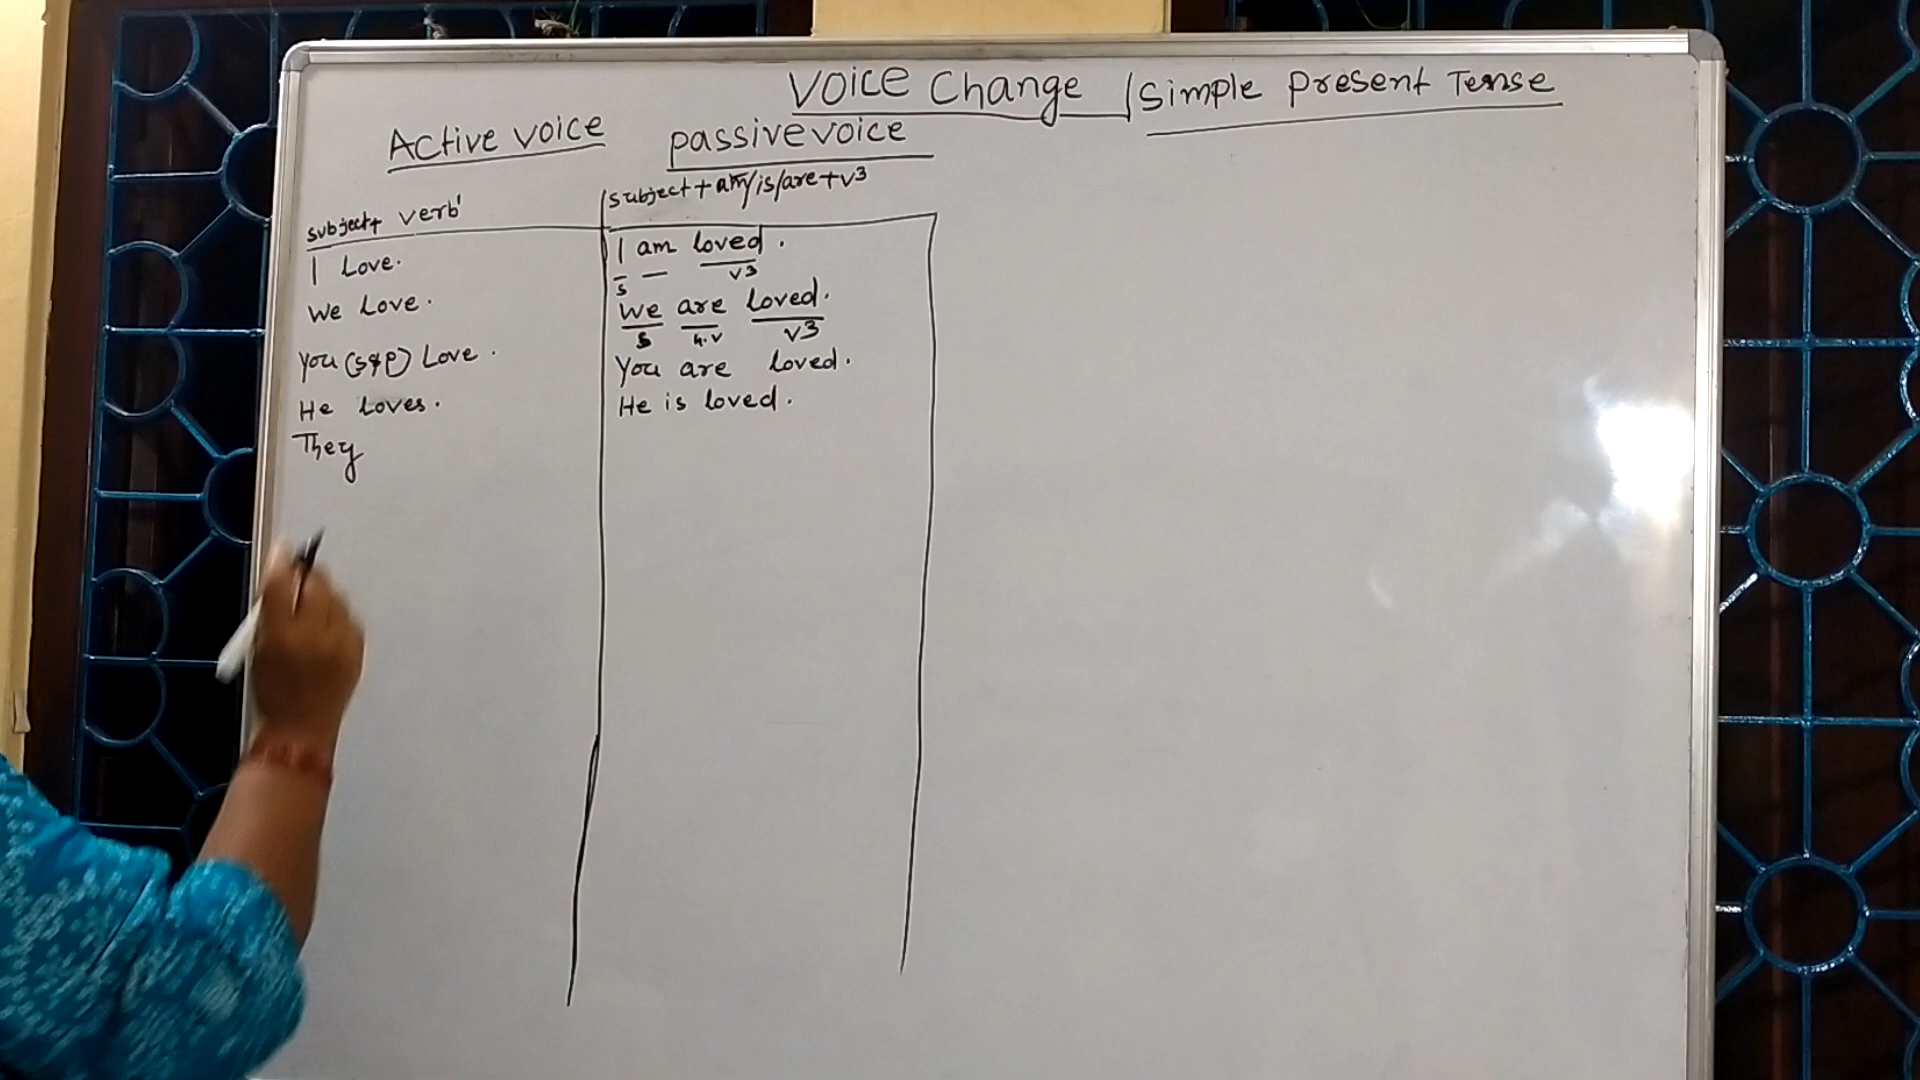 Voice Change / Simple Present Tense
Active voice
passive voice
subject + verb¹
subject + am/is/are + v3
I Love.
We Love.
You (s&p) Love.
He Loves.
They
I am loved.
s v3
We are loved.
s h.v v3
You are loved.
He is loved.